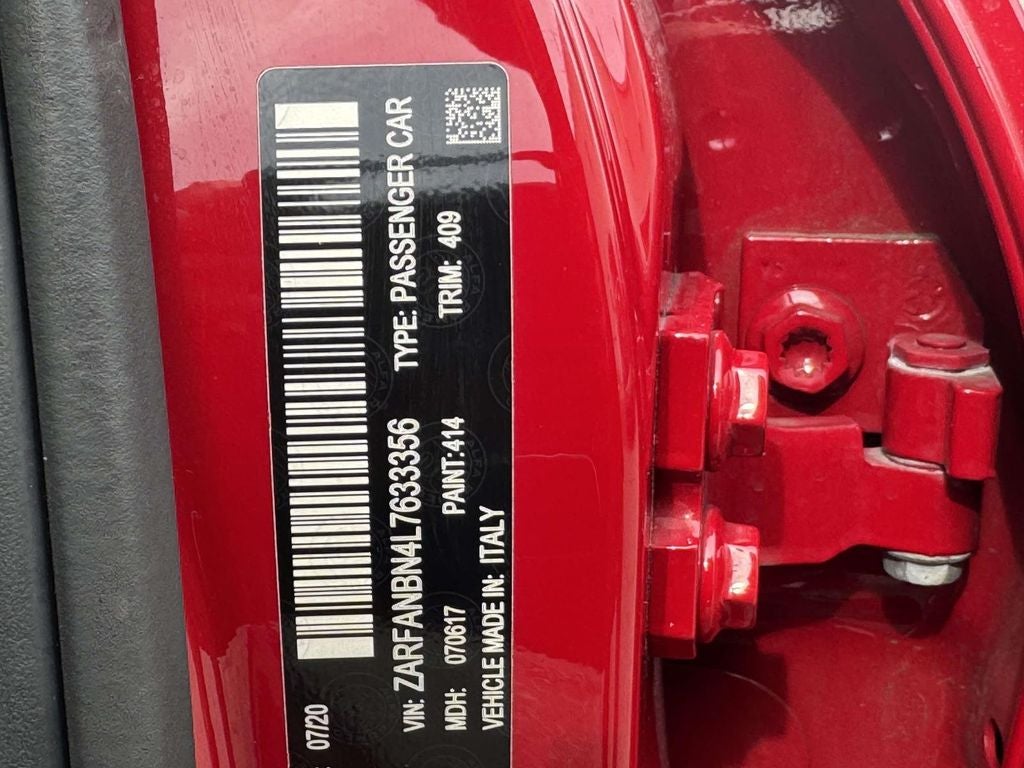 07/20
VIN: ZARFANBN4L7633356 TYPE: PASSENGER CAR
MDH: 070617 PAINT:414 TRIM: 409
VEHICLE MADE IN: ITALY